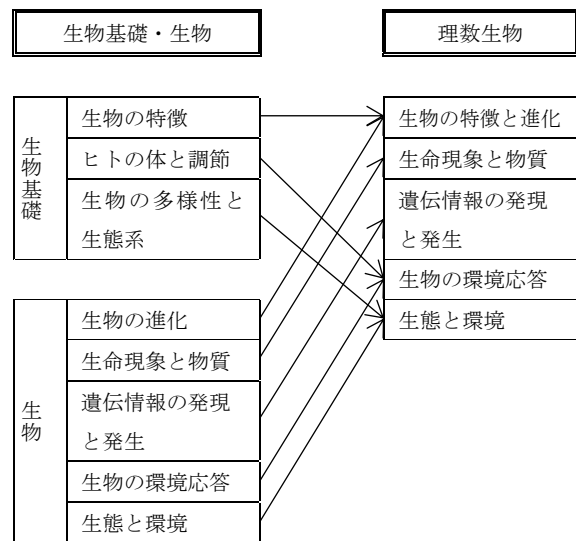 生物基礎・生物
理数生物
生物基礎
生物の特徴
ヒトの体と調節
生物の多様性と
生態系
生物
生物の進化
生命現象と物質
遺伝情報の発現
と発生
生物の環境応答
生態と環境
生物の特徴と進化
生命現象と物質
遺伝情報の発現
と発生
生物の環境応答
生態と環境